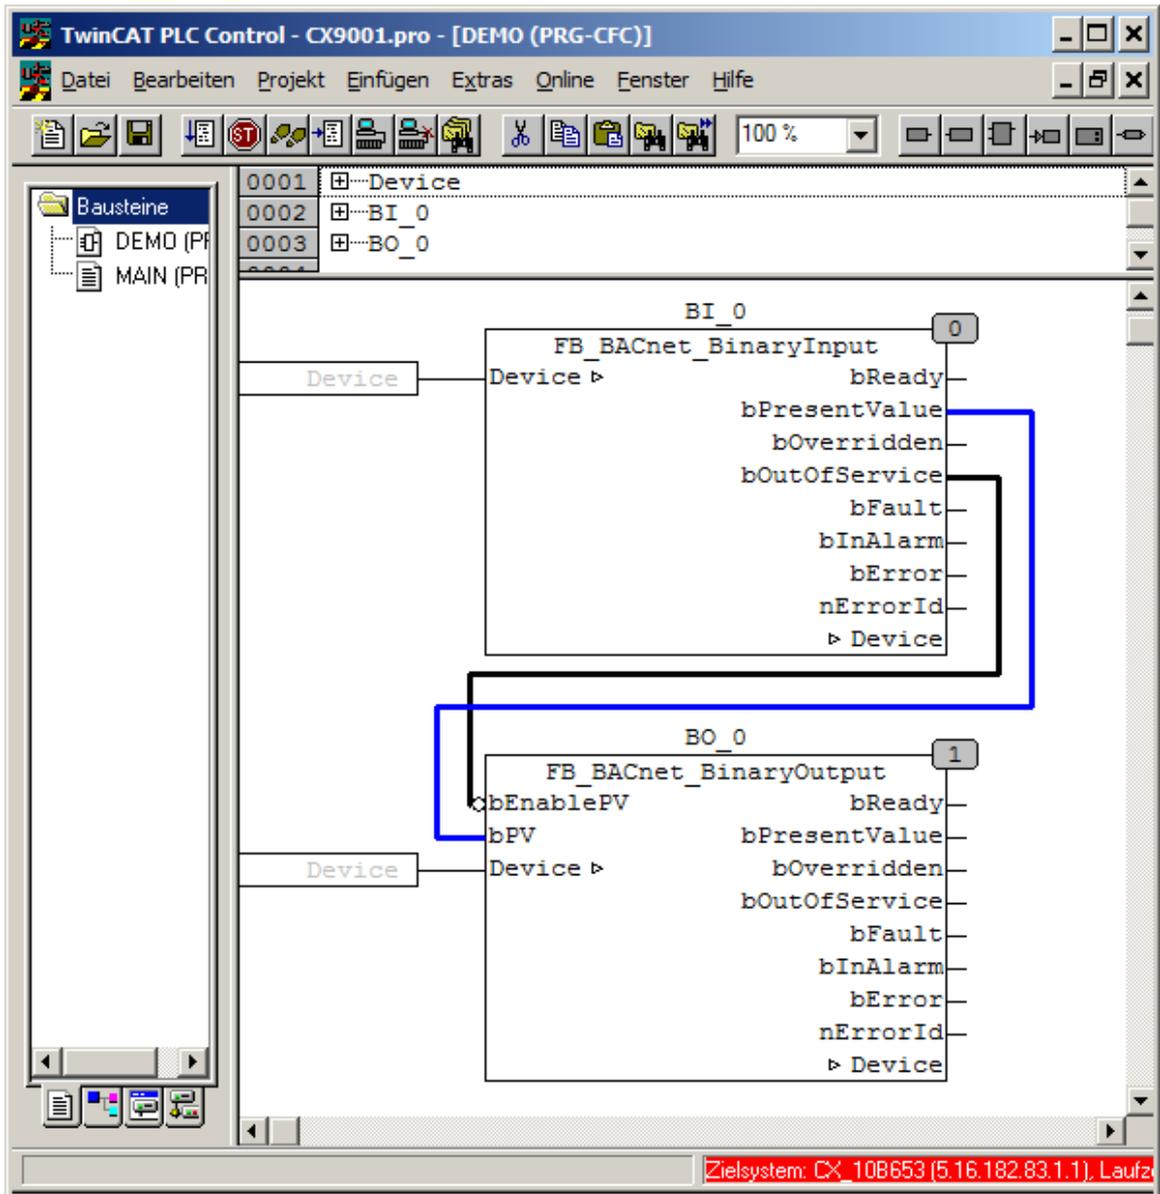 TwinCAT PLC Control - CX9001.pro - [DEMO (PRG-CFC)]
Datei Bearbeiten Projekt Einfügen Extras Online Fenster Hilfe
ST 100 %
Bausteine
DEMO (PR
MAIN (PR
0001 Device
0002 BI_0
0003 BO_0
BI_0
0
FB_BACnet_BinaryInput
Device Device bReady
bPresentValue
bOverridden
bOutOfService
bFault
bInAlarm
bError
nErrorId
Device
BO_0
1
FB_BACnet_BinaryOutput
bEnablePV bReady
bPV bPresentValue
Device Device bOverridden
bOutOfService
bFault
bInAlarm
bError
nErrorId
Device
Zielsystem: CX_10B653 (5.16.182.83.1.1), Laufz